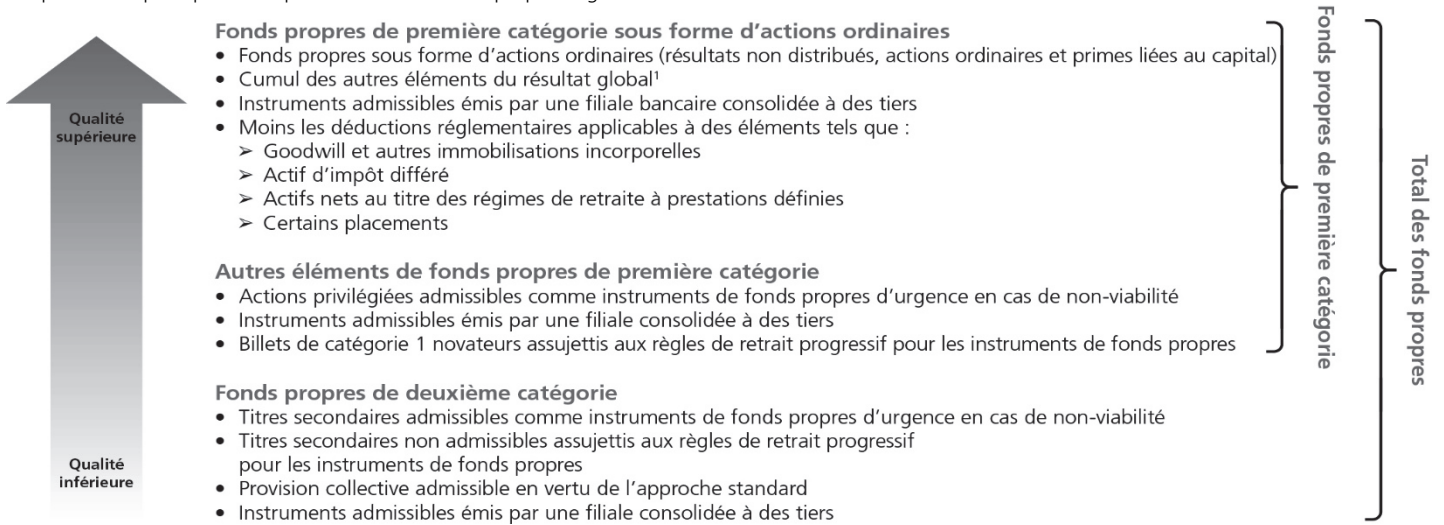 Fonds propres de première catégorie sous forme d'actions ordinaires
• Fonds propres sous forme d'actions ordinaires (résultats non distribués, actions ordinaires et primes liées au capital)
• Cumul des autres éléments du résultat global¹
• Instruments admissibles émis par une filiale bancaire consolidée à des tiers
• Moins les déductions réglementaires applicables à des éléments tels que :
➢ Goodwill et autres immobilisations incorporelles
➢ Actif d'impôt différé
➢ Actifs nets au titre des régimes de retraite à prestations définies
➢ Certains placements
Autres éléments de fonds propres de première catégorie
• Actions privilégiées admissibles comme instruments de fonds propres d'urgence en cas de non-viabilité
• Instruments admissibles émis par une filiale consolidée à des tiers
• Billets de catégorie 1 novateurs assujettis aux règles de retrait progressif pour les instruments de fonds propres
Fonds propres de deuxième catégorie
• Titres secondaires admissibles comme instruments de fonds propres d'urgence en cas de non-viabilité
• Titres secondaires non admissibles assujettis aux règles de retrait progressif
pour les instruments de fonds propres
• Provision collective admissible en vertu de l'approche standard
• Instruments admissibles émis par une filiale consolidée à des tiers
Qualité
supérieure
Qualité
inférieure
Fonds propres de première catégorie
Total des fonds propres